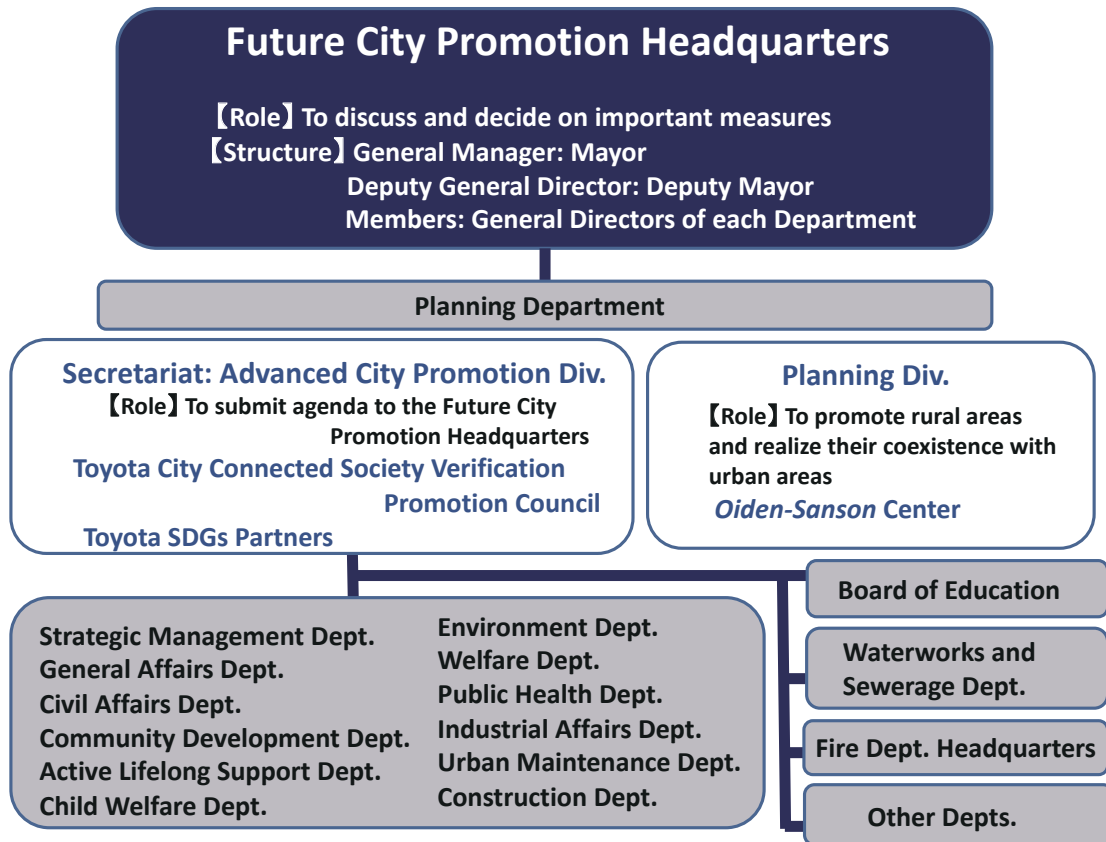 Future City Promotion Headquarters
【Role】To discuss and decide on important measures
【Structure】General Manager: Mayor
Deputy General Director: Deputy Mayor
Members: General Directors of each Department
Planning Department
Secretariat: Advanced City Promotion Div.
【Role】To submit agenda to the Future City
Promotion Headquarters
Toyota City Connected Society Verification
Promotion Council
Toyota SDGs Partners
Planning Div.
【Role】To promote rural areas
and realize their coexistence with
urban areas
Oiden-Sanson Center
Strategic Management Dept.
General Affairs Dept.
Civil Affairs Dept.
Community Development Dept.
Active Lifelong Support Dept.
Child Welfare Dept.
Environment Dept.
Welfare Dept.
Public Health Dept.
Industrial Affairs Dept.
Urban Maintenance Dept.
Construction Dept.
Board of Education
Waterworks and
Sewerage Dept.
Fire Dept. Headquarters
Other Depts.